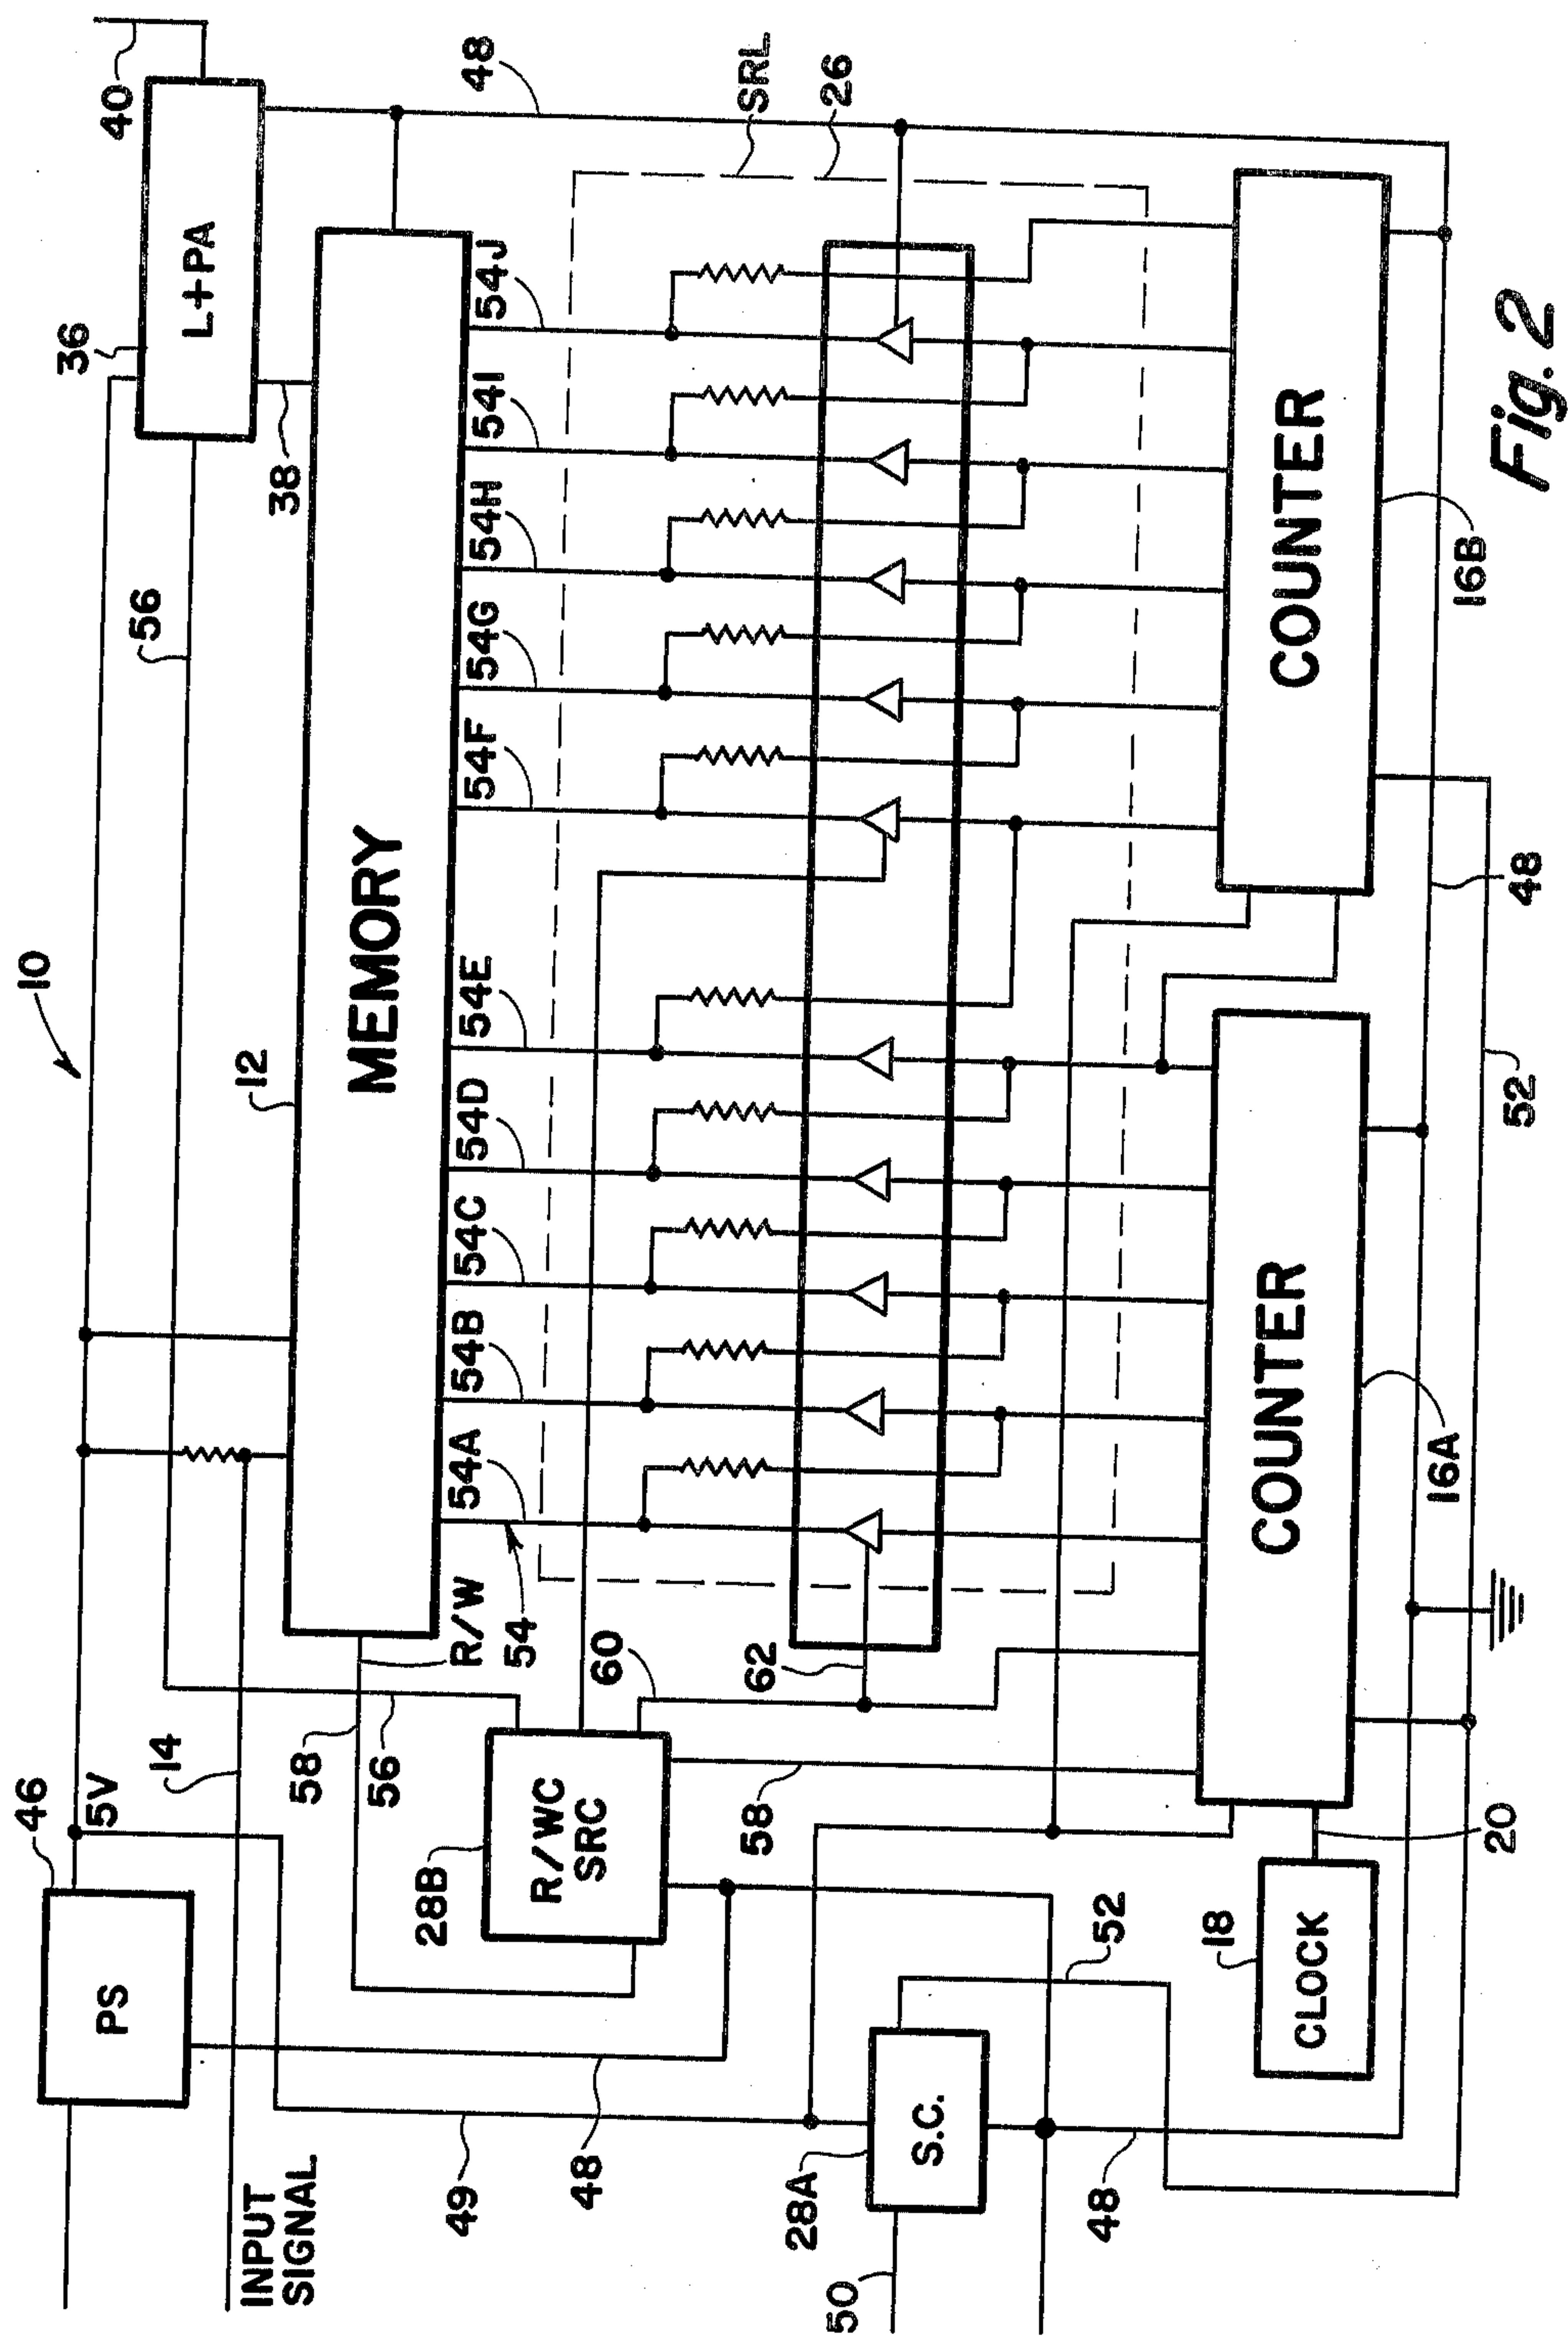 10
40
36
L+PA
56
38
48
46
PS
5V
14
12
MEMORY
58
56
R/W
54
54A
54B
54C
54D
54E
54F
54G
54H
54I
54J
SRL
26
INPUT
SIGNAL
49
48
28B
R/WC
SRC
60
62
58
50
28A
S.C.
52
48
18
CLOCK
20
COUNTER
16A
COUNTER
16B
48
52
Fig. 2